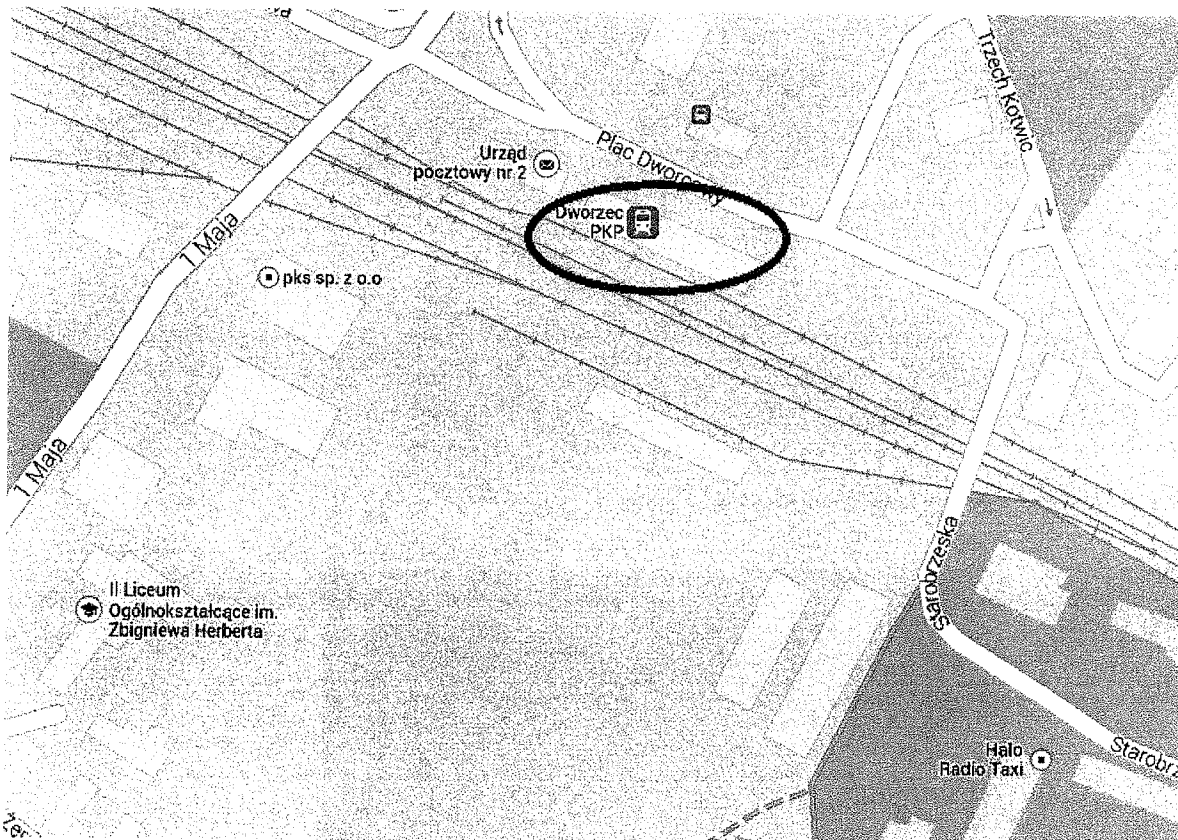 Trzech Kotwic
Plac Dworcowy
Urząd
pocztowy nr 2
Dworzec
PKP
1 Maja
pks sp. z o.o
1 Maja
Starobrzeska
II Liceum
Ogólnokształcące im.
Zbigniewa Herberta
Halo
Radio Taxi
Starobrz